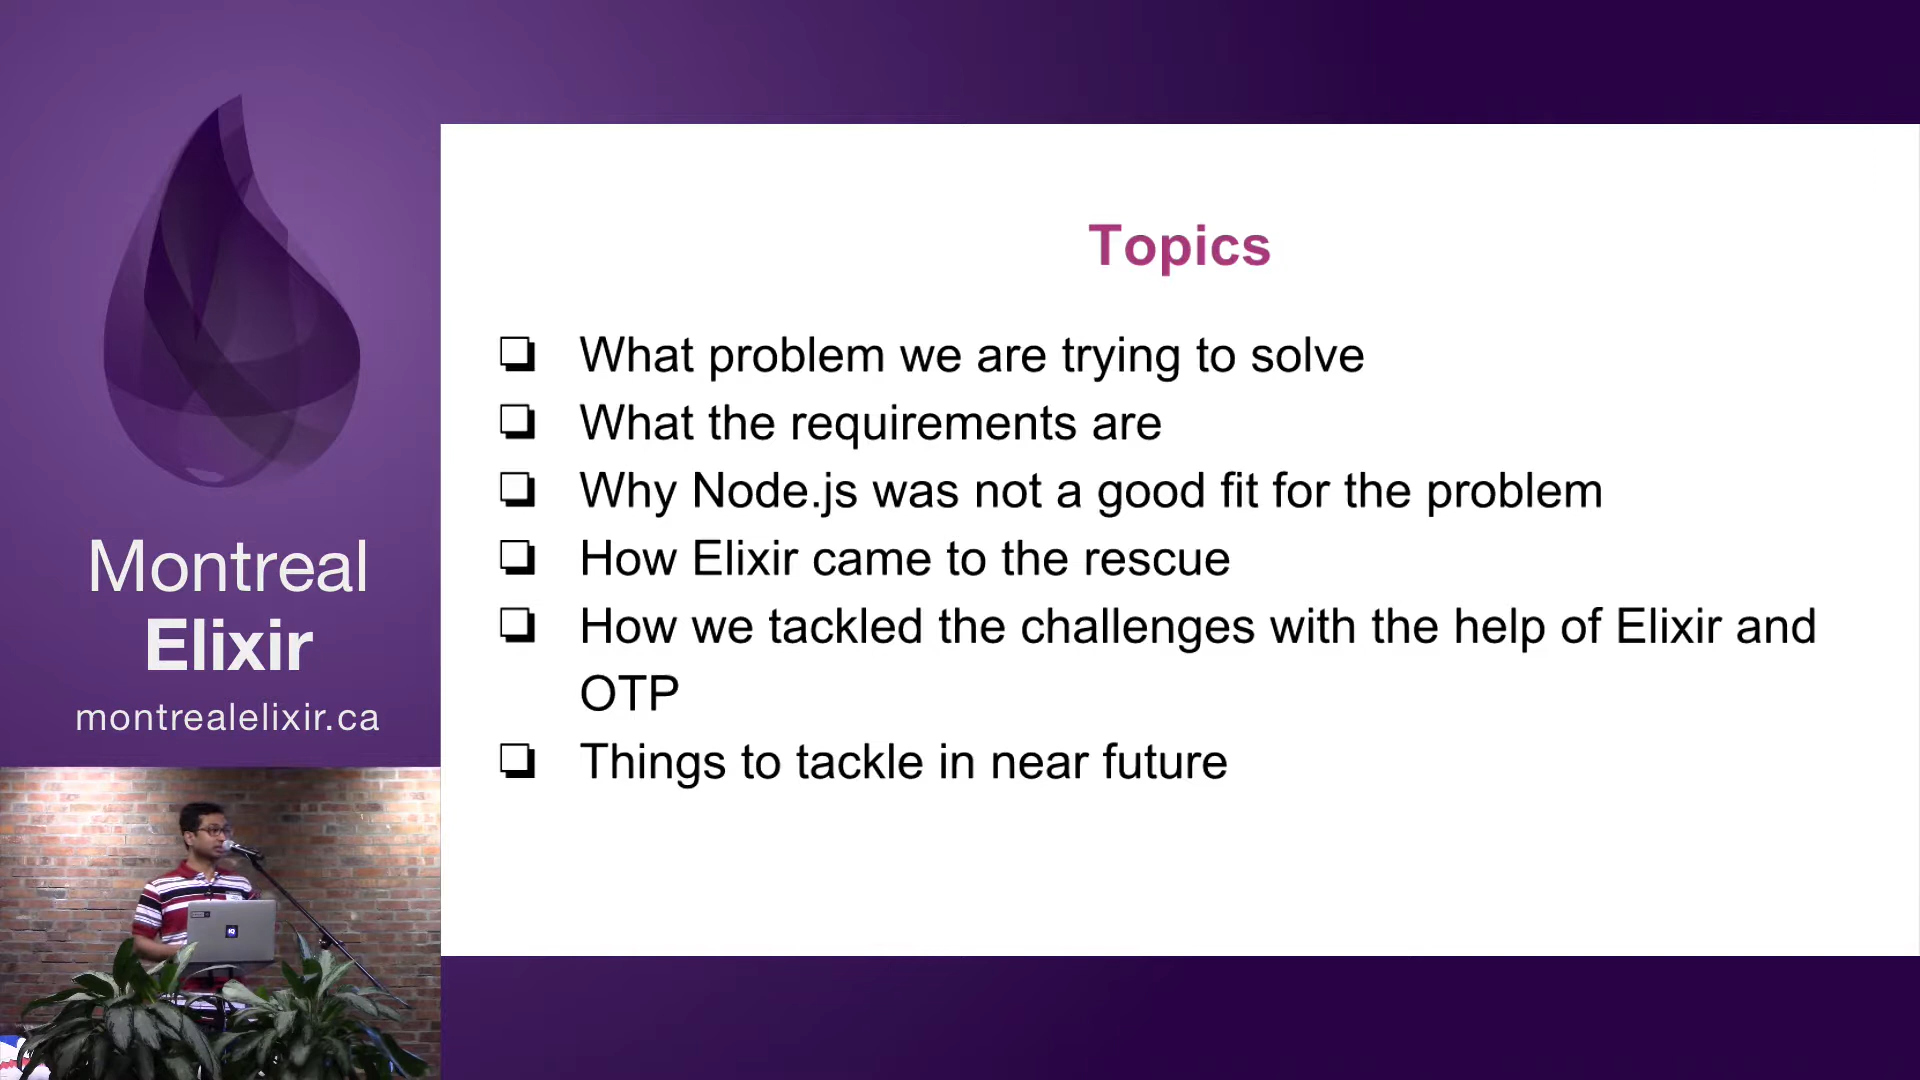 Montreal
Elixir
montrealelixir.ca
Topics
❏ What problem we are trying to solve
❏ What the requirements are
❏ Why Node.js was not a good fit for the problem
❏ How Elixir came to the rescue
❏ How we tackled the challenges with the help of Elixir and
OTP
❏ Things to tackle in near future